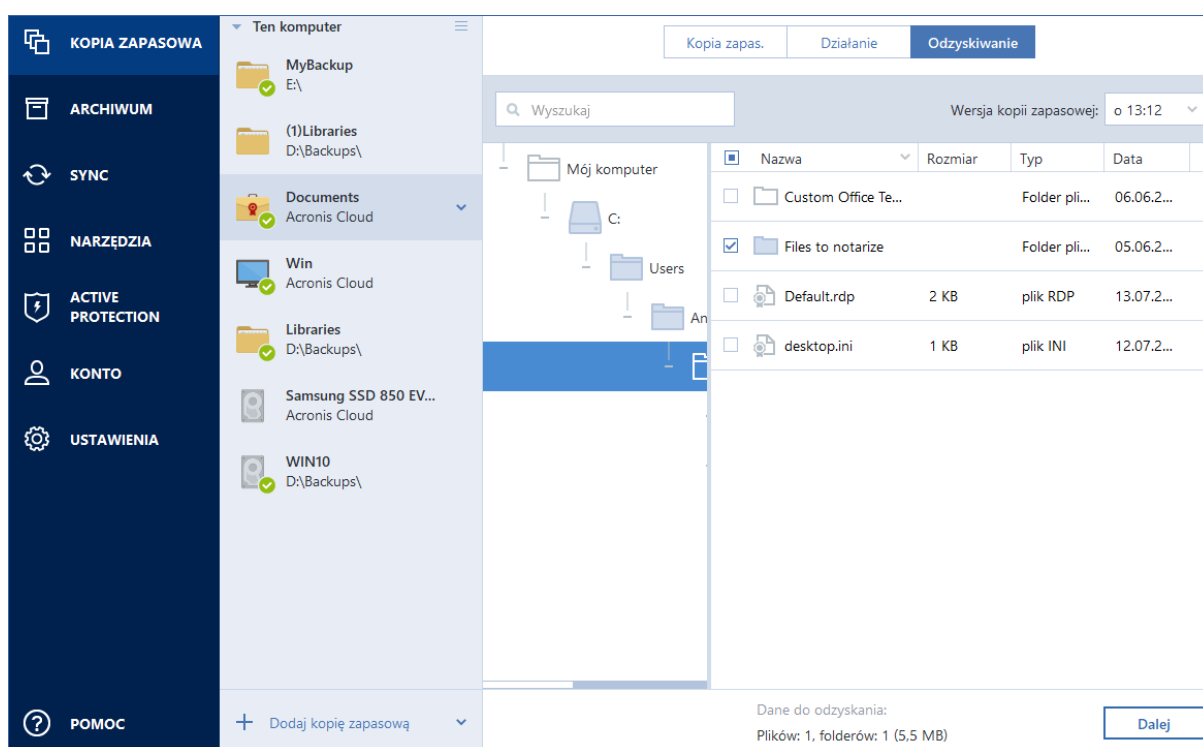 KOPIA ZAPASOWA
ARCHIWUM
SYNC
NARZĘDZIA
ACTIVE
PROTECTION
KONTO
USTAWIENIA
POMOC
Ten komputer
MyBackup
E:\
(1)Libraries
D:\Backups\
Documents
Acronis Cloud
Win
Acronis Cloud
Libraries
D:\Backups\
Samsung SSD 850 EV...
Acronis Cloud
WIN10
D:\Backups\
Dodaj kopię zapasową
Kopia zapas. Działanie Odzyskiwanie
Wyszukaj Wersja kopii zapasowej: o 13:12
Mój komputer
C:
Users
An
Nazwa Rozmiar Typ Data
Custom Office Te... Folder pli... 06.06.2...
Files to notarize Folder pli... 05.06.2...
Default.rdp 2 KB plik RDP 13.07.2...
desktop.ini 1 KB plik INI 12.07.2...
Dane do odzyskania:
Plików: 1, folderów: 1 (5,5 MB)
Dalej